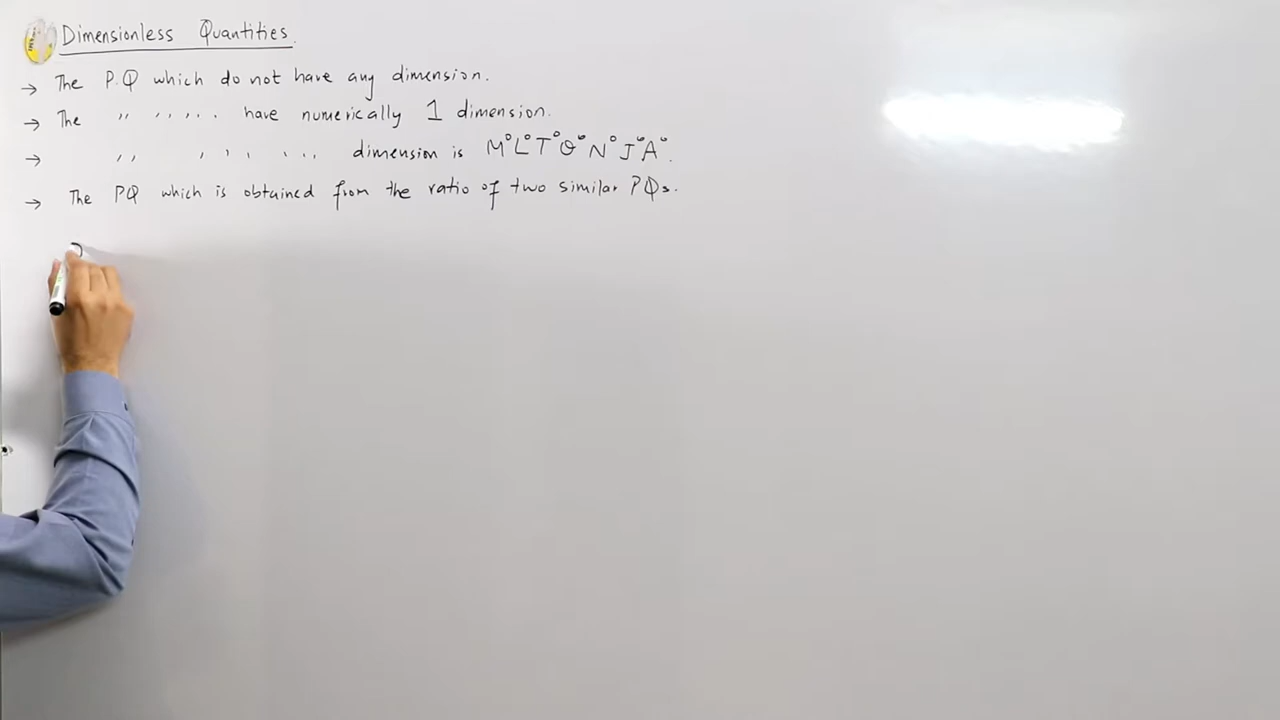 Dimensionless Quantities.
→ The P.Q which do not have any dimension.
→ The ,, ,, ,, .. have numerically 1 dimension.
→ ,, , , , , . , , dimension is M⁰L⁰T⁰θ⁰N⁰J⁰A⁰.
→ The PQ which is obtained from the ratio of two similar PQs.